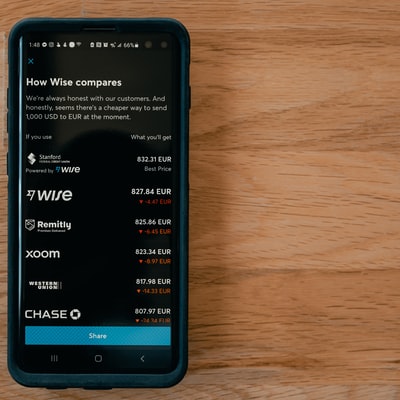 1:48 66%
How Wise compares
We're always honest with our customers. And
honestly, seems there's a cheaper way to send
1,000 USD to EUR at the moment.
If you use What you'll get
Stanford 832.31 EUR
FEDERAL CREDIT UNION
Powered by WISE Best Price
WISE 827.84 EUR
▼ -4.47 EUR
Remitly 825.86 EUR
▼ -6.45 EUR
xoom 823.34 EUR
▼ -8.97 EUR
WESTERN 817.98 EUR
UNION ▼ -14.33 EUR
CHASE 807.97 EUR
▼ -24.34 EUR
Share